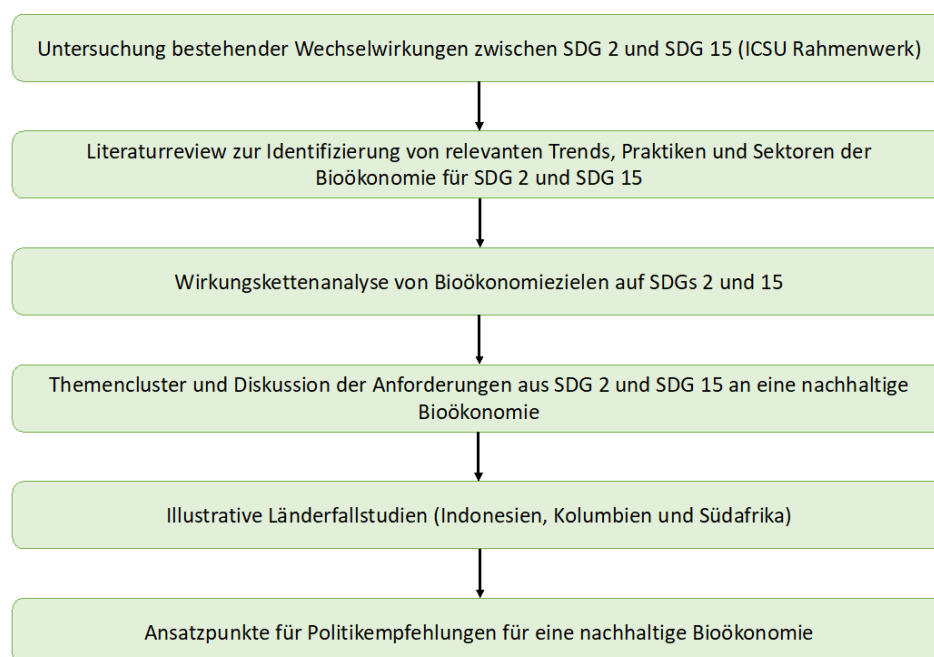 Untersuchung bestehender Wechselwirkungen zwischen SDG 2 und SDG 15 (ICSU Rahmenwerk)
Literaturreview zur Identifizierung von relevanten Trends, Praktiken und Sektoren der
Bioökonomie für SDG 2 und SDG 15
Wirkungskettenanalyse von Bioökonomiezielen auf SDGs 2 und 15
Themencluster und Diskussion der Anforderungen aus SDG 2 und SDG 15 an eine nachhaltige
Bioökonomie
Illustrative Länderfallstudien (Indonesien, Kolumbien und Südafrika)
Ansatzpunkte für Politikempfehlungen für eine nachhaltige Bioökonomie